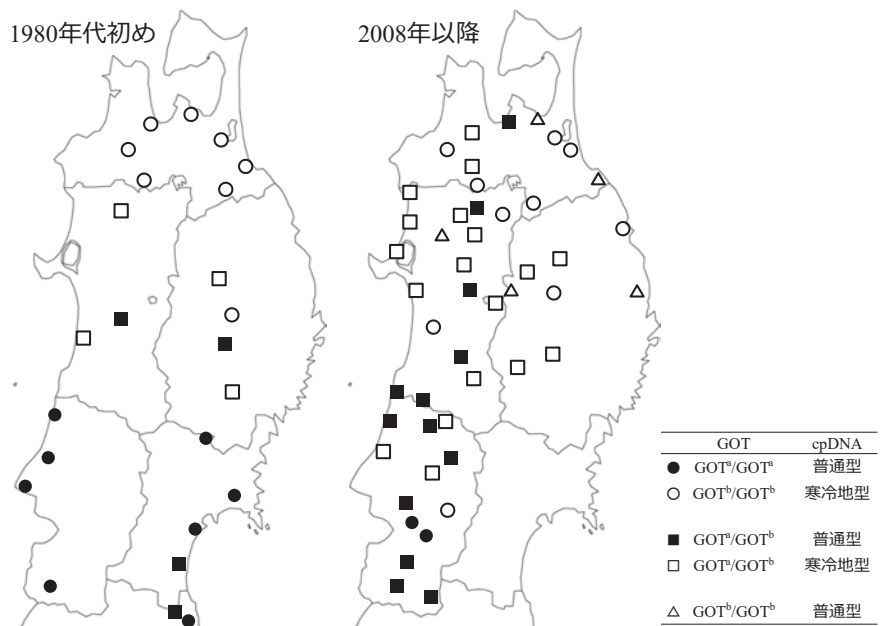 1980年代初め
2008年以降
GOT cpDNA
GOTᵃ/GOTᵃ 普通型
GOTᵇ/GOTᵇ 寒冷地型
GOTᵃ/GOTᵇ 普通型
GOTᵃ/GOTᵇ 寒冷地型
GOTᵇ/GOTᵇ 普通型